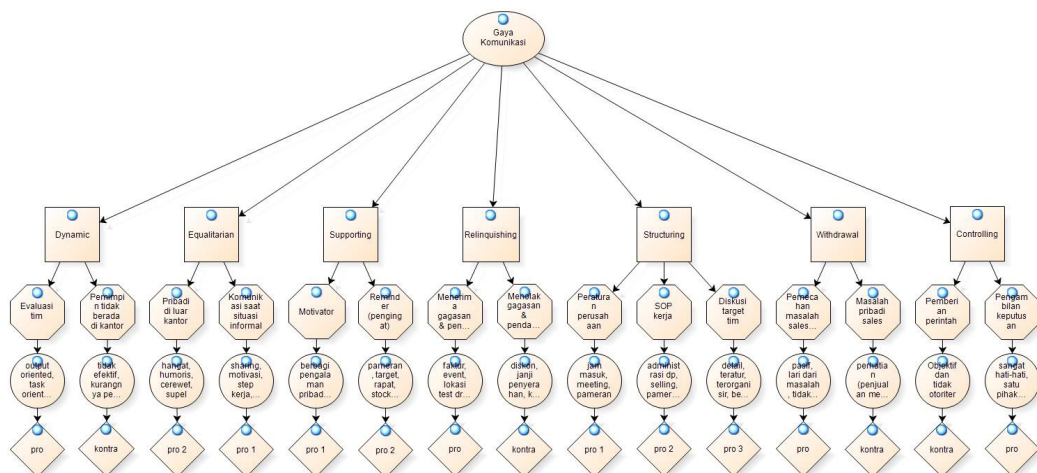 Gaya
Komunikasi
Dynamic
Equalitarian
Supporting
Relinquishing
Structuring
Withdrawal
Controlling
Evaluasi
tim
Pemimpi
n tidak
berada
di kantor
Pribadi
di luar
kantor
Komunik
asi saat
situasi
informal
Motivator
Remind
er
(penging
at)
Menerim
a
gagasan
& pen...
Menolak
gagasan
&
penda...
Peratura
n
perusah
aan
SOP
kerja
Diskusi
target
tim
Pemeca
han
masalah
sales...
Masalah
pribadi
sales
Pemberi
an
perintah
Pengam
bilan
keputus
an
output
oriented,
task
orient...
tidak
efektif,
kurangn
ya pe...
hangat,
humoris,
cerewet,
supel
sharing,
motivasi,
step
kerja,...
berbagi
pengala
man
pribad...
pameran
, target,
rapat,
stock...
faktur,
event,
lokasi
test dr...
diskon,
janji
penyera
han, k...
jam
masuk,
meeting,
pameran
administ
rasi dp,
selling,
pamer...
detail,
teratur,
terorgani
sir, be...
pasif,
lari dari
masalah
, tidak...
perhatia
n
(penjual
an me...
Objektif
dan
tidak
otoriter
sangat
hati-hati,
satu
pihak...
pro
kontra
pro 2
pro 1
pro 1
pro 2
pro
kontra
pro 1
pro 2
pro 3
pro
kontra
kontra
pro